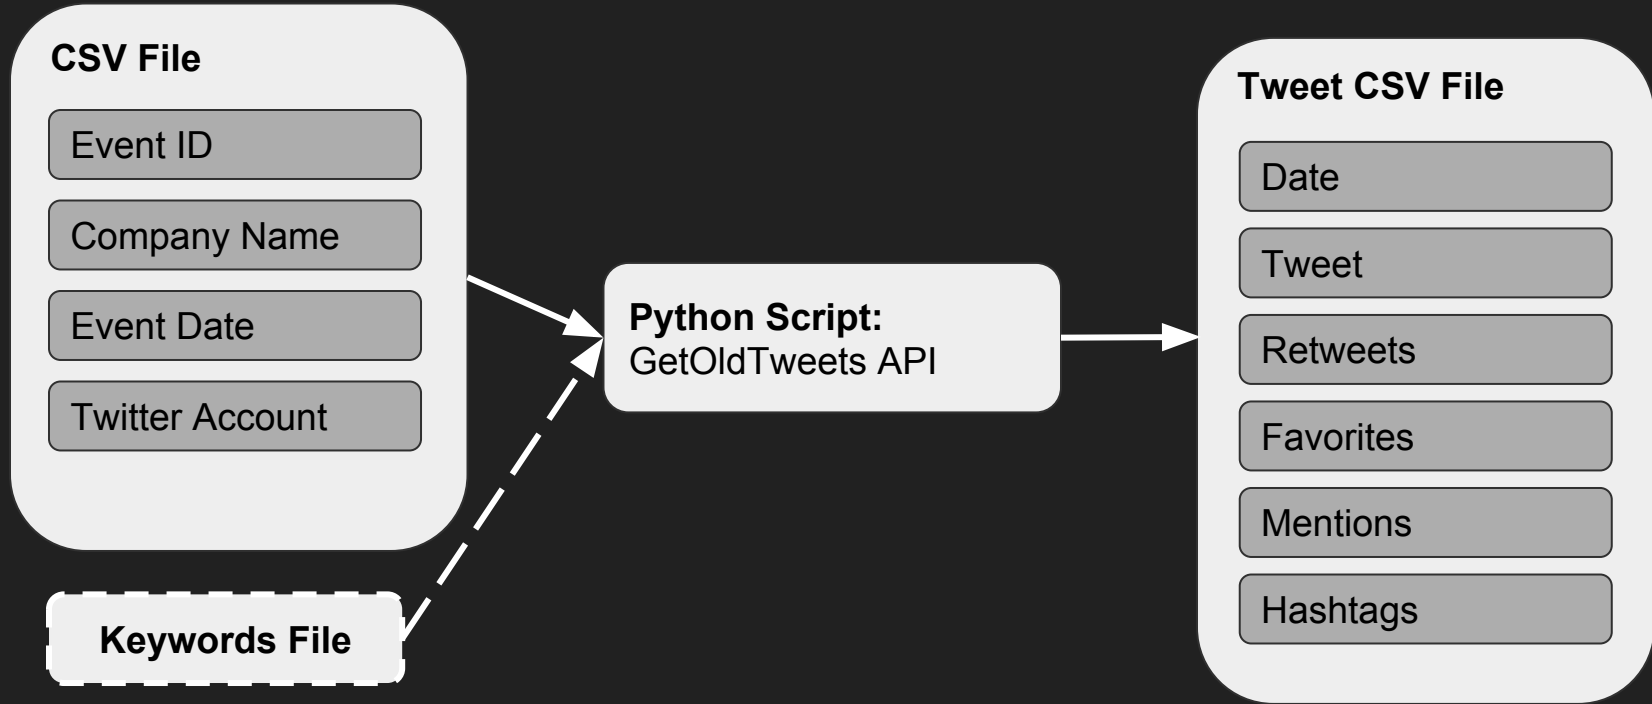 CSV File
Event ID
Company Name
Event Date
Twitter Account
Keywords File
Python Script:
GetOldTweets API
Tweet CSV File
Date
Tweet
Retweets
Favorites
Mentions
Hashtags